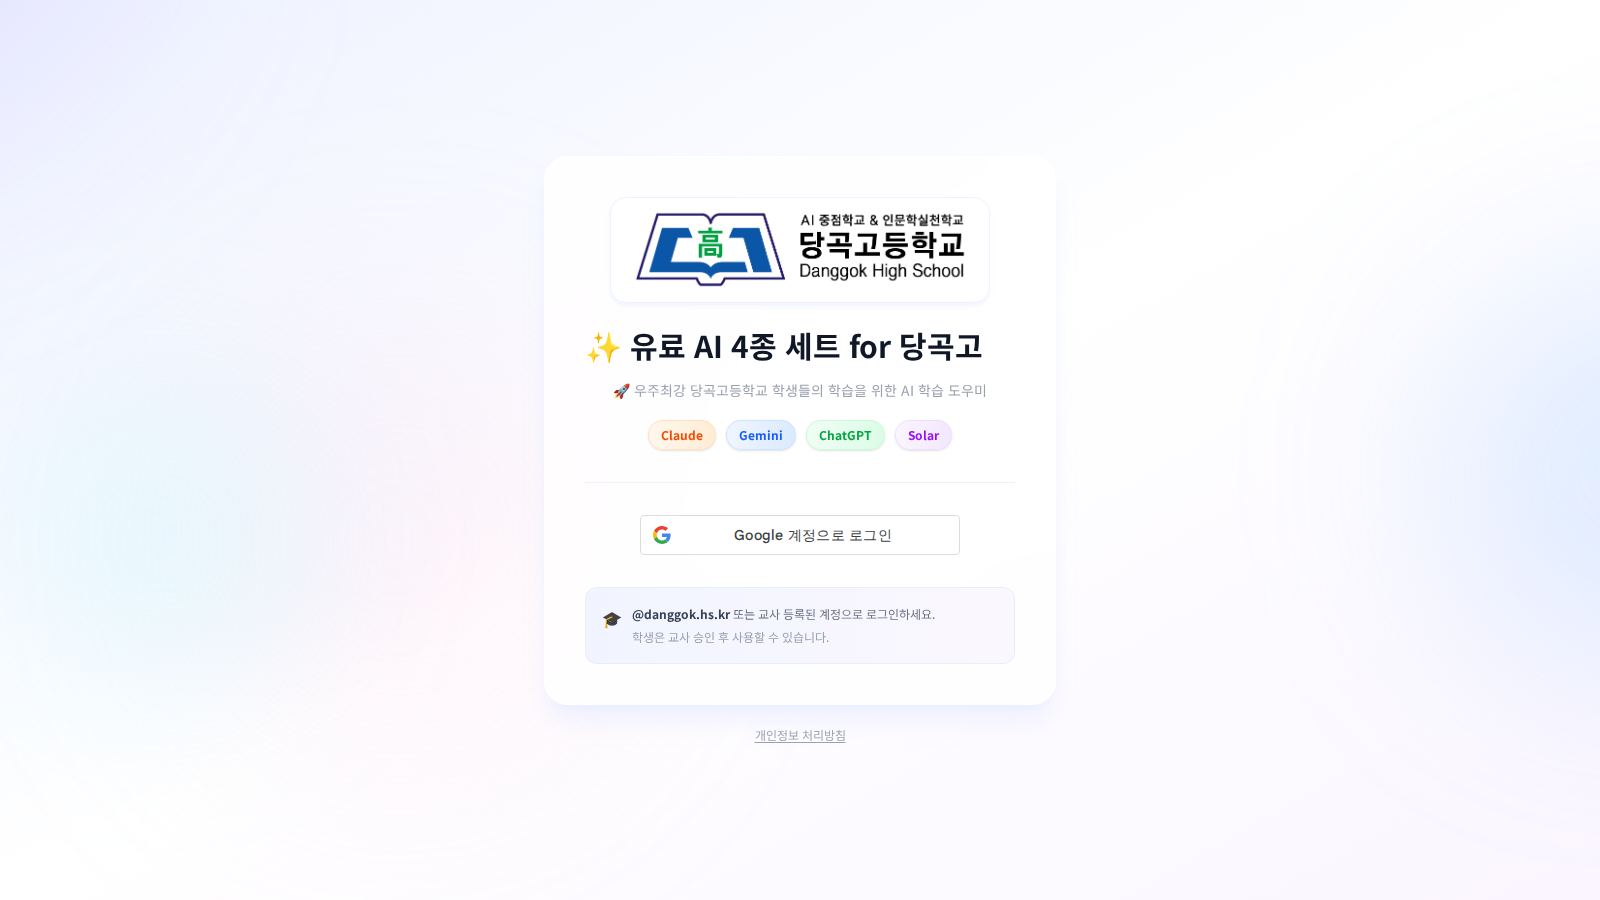 高
AI 중점학교 & 인문학실천학교
당곡고등학교
Danggok High School
✨ 유료 AI 4종 세트 for 당곡고
🚀 우주최강 당곡고등학교 학생들의 학습을 위한 AI 학습 도우미
Claude Gemini ChatGPT Solar
Google 계정으로 로그인
🎓 @danggok.hs.kr 또는 교사 등록된 계정으로 로그인하세요.
학생은 교사 승인 후 사용할 수 있습니다.
개인정보 처리방침